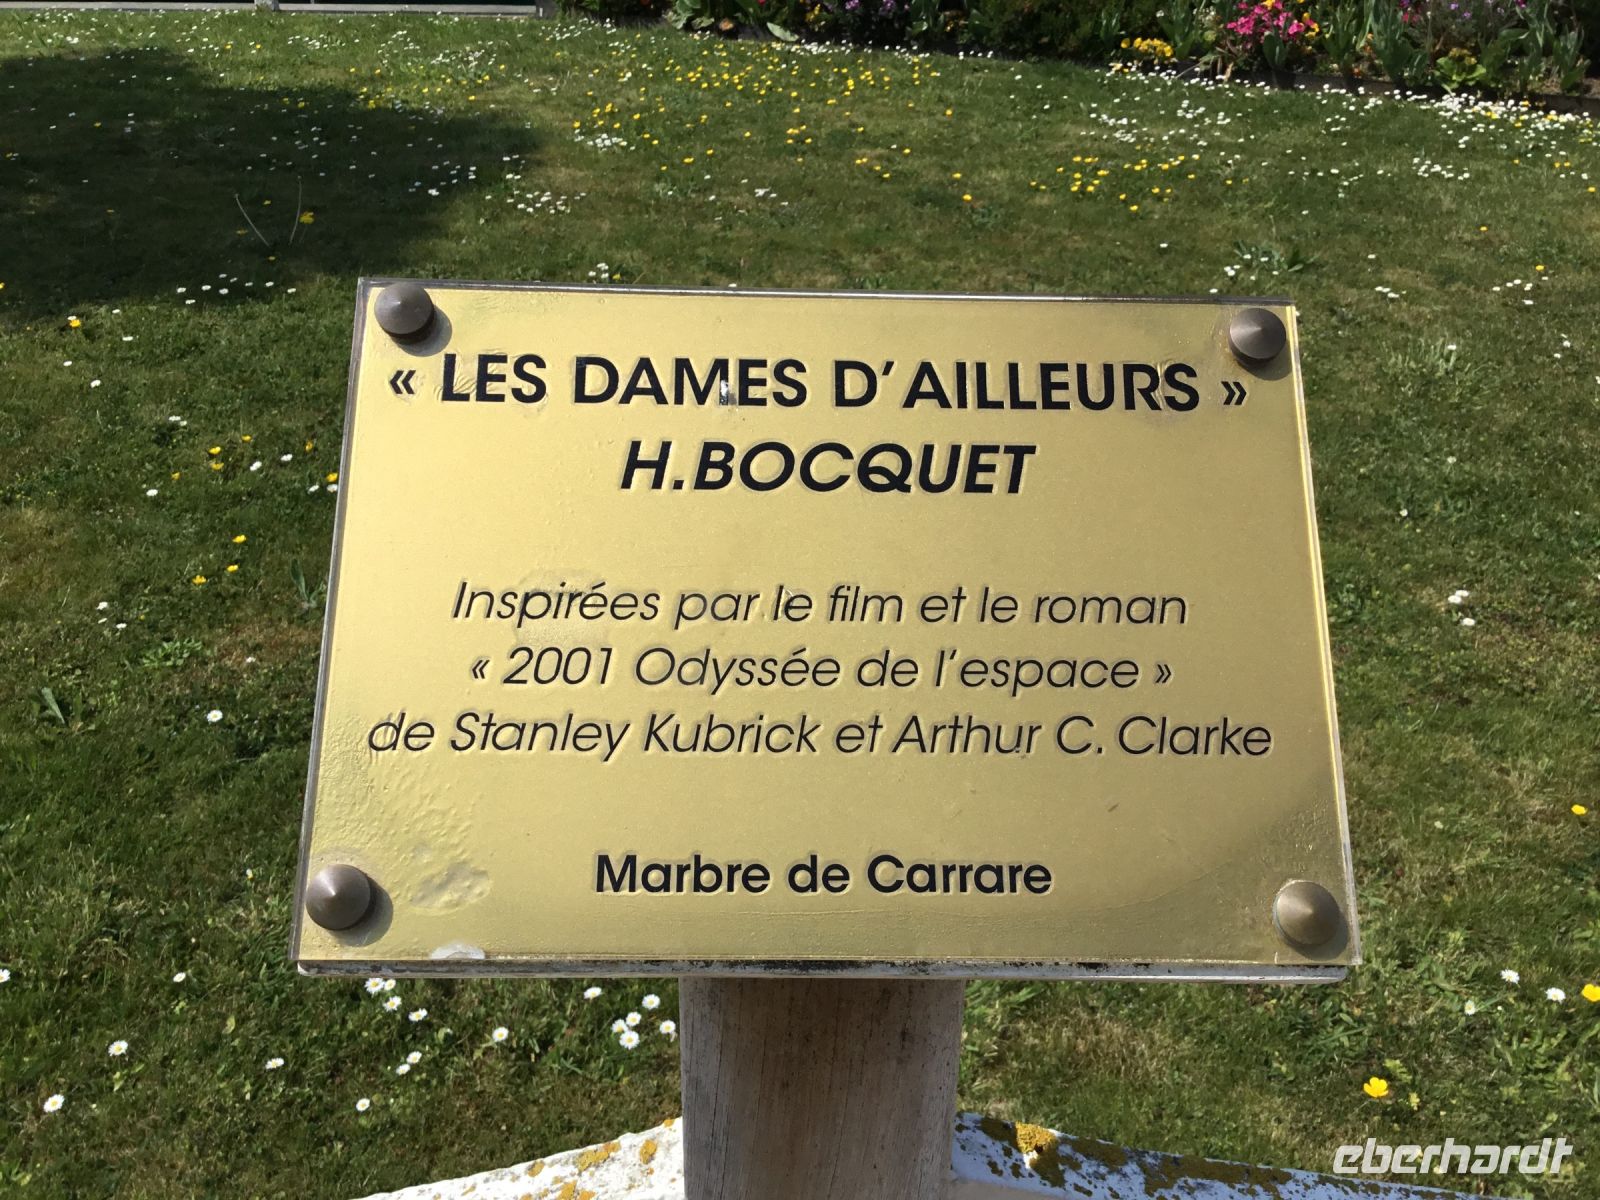 « LES DAMES D'AILLEURS »
H.BOCQUET
Inspirées par le film et le roman
« 2001 Odyssée de l'espace »
de Stanley Kubrick et Arthur C. Clarke
Marbre de Carrare
eberhardt